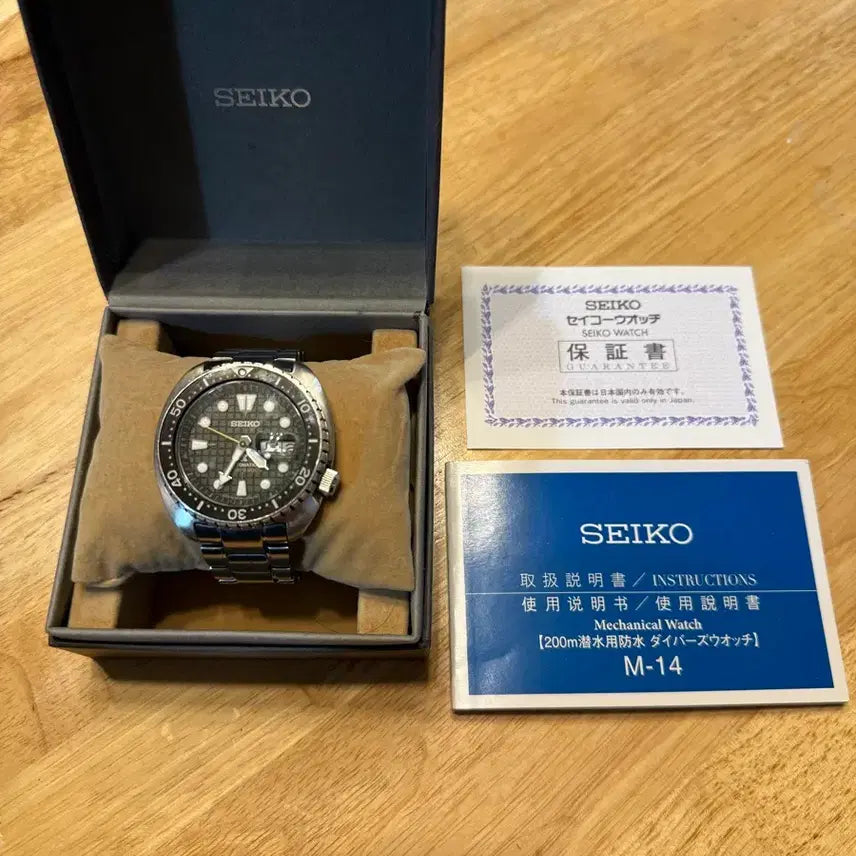 SEIKO
SEIKO
50
10
40
20
SEIKO
セイコーウオッチ
SEIKO WATCH
保証書
GUARANTEE
本保証書は日本国内のみ有効です。
This guarantee is valid only in Japan.
SEIKO
取扱説明書／INSTRUCTIONS
使用说明书／使用說明書
Mechanical Watch
【200m潜水用防水 ダイバーズウオッチ】
M-14